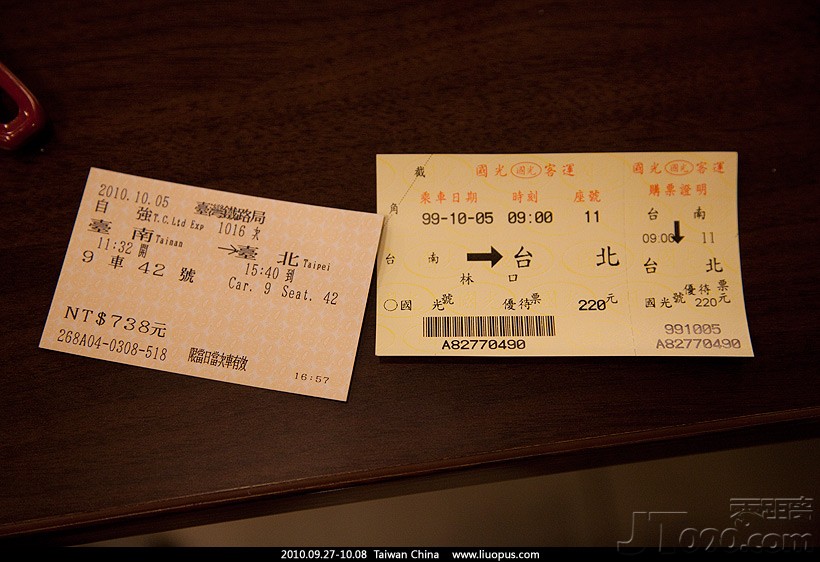 2010.10.05 臺灣鐵路局
自強 T.C.Ltd Exp 1016 次
臺南 Tainan → 臺北 Taipei
11:32 開 15:40 到
9 車 42 號 Car. 9 Seat. 42
NT$738元
268A04-0308-518 限當日當次車有效
16:57
截角
國光 國光 客運
乘車日期 時刻 座號
99-10-05 09:00 11
台南 → 台北
林口
○國光號 優待票 220元
A82770490
國光 國光 客運
購票證明
台南
09:00 ↓ 11
台北
優待票
國光號 220元
991005
A82770490
JT090.com
2010.09.27-10.08 Taiwan China www.liuopus.com